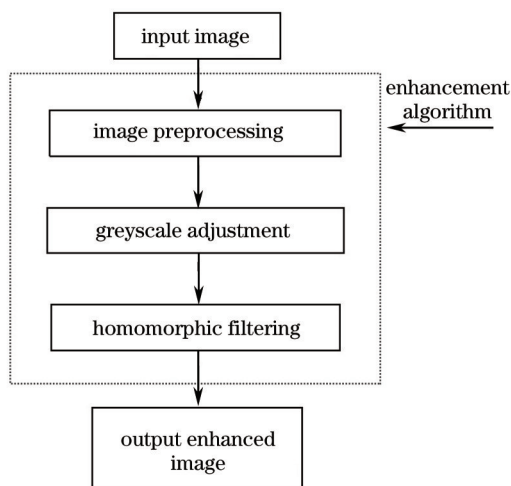 input image
enhancement
algorithm
image preprocessing
greyscale adjustment
homomorphic filtering
output enhanced
image